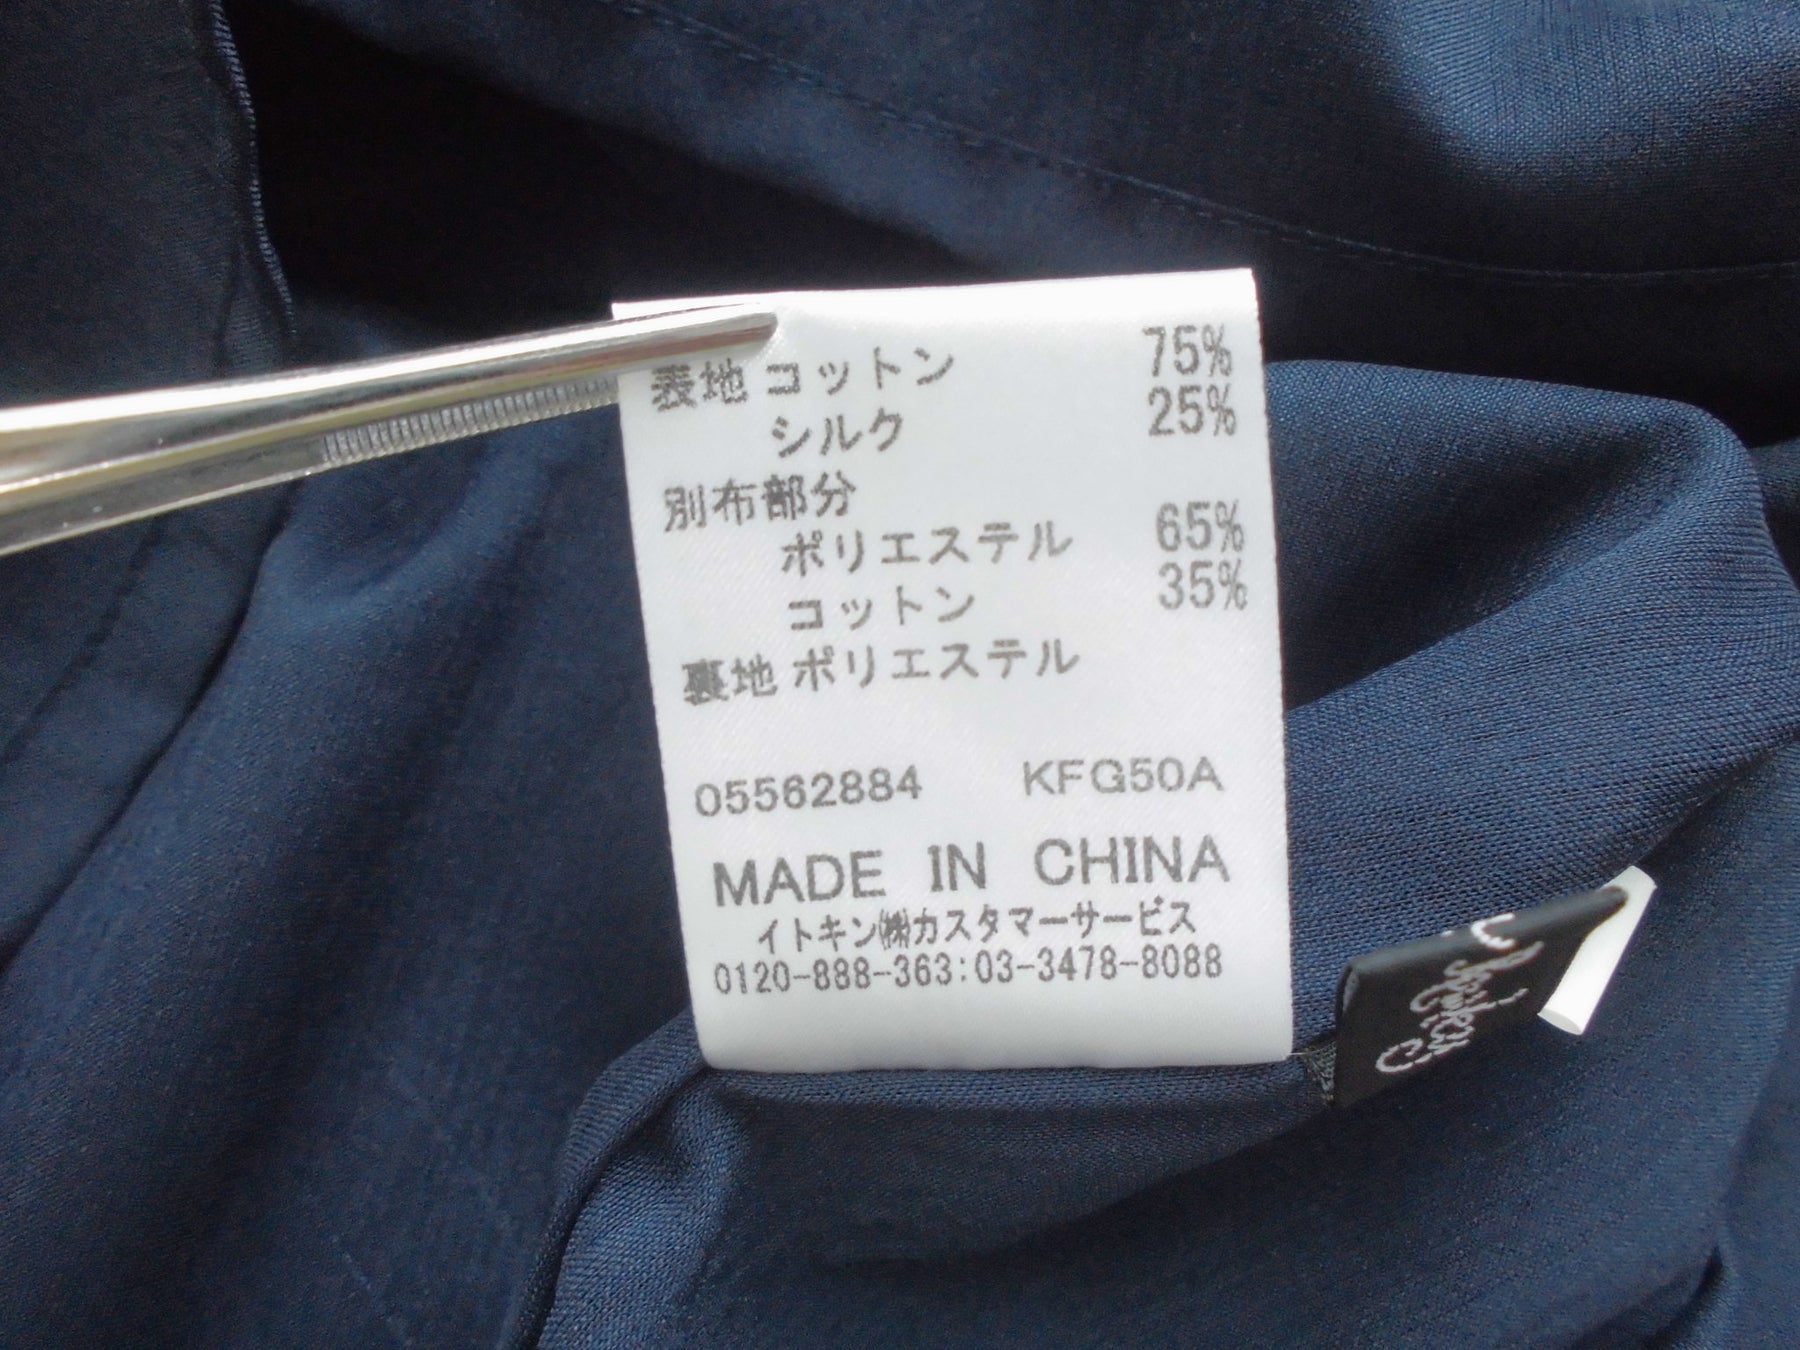 表地 コットン 75%
シルク 25%
別布部分
ポリエステル 65%
コットン 35%
裏地 ポリエステル
05562884 KFG50A
MADE IN CHINA
イトキン㈱カスタマーサービス
0120-888-363:03-3478-8088